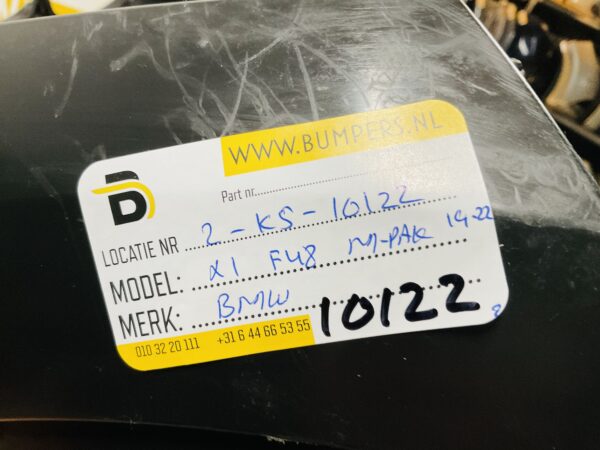 WWW.BUMPERS.NL
B
Part nr.
LOCATIE NR 2-KS-10122
MODEL: X1 F48 M-PAK 19-22
MERK: BMW
10122
010 32 20 111 +31 6 44 66 53 55